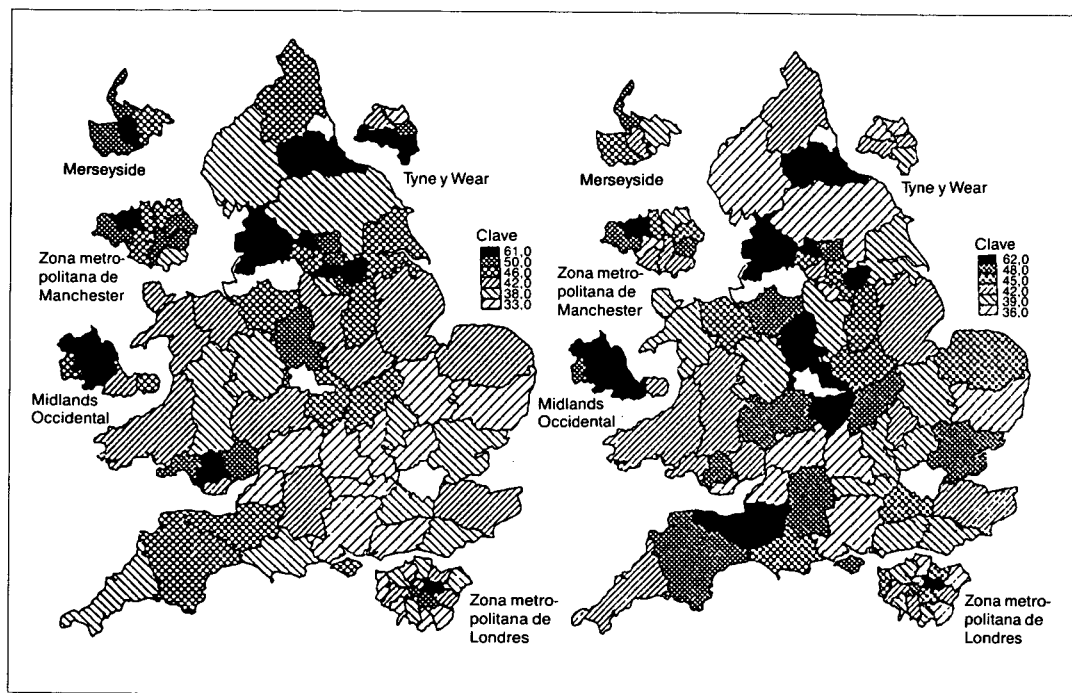 Merseyside
Tyne y Wear
Zona metro-
politana de
Manchester
Clave
61.0
50.0
46.0
42.0
38.0
33.0
Midlands
Occidental
Zona metro-
politana de
Londres
Merseyside
Tyne y Wear
Zona metro-
politana de
Manchester
Clave
62.0
48.0
45.0
42.0
39.0
36.0
Midlands
Occidental
Zona metro-
politana de
Londres